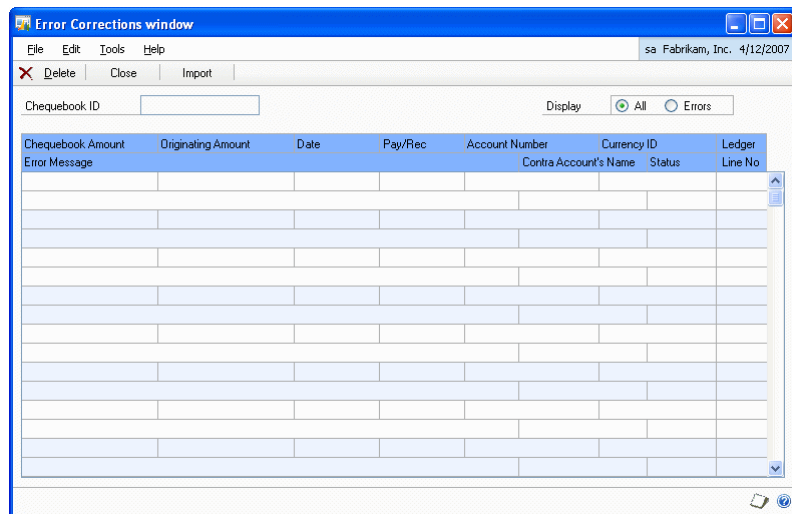 Error Corrections window
File Edit Tools Help
sa Fabrikam, Inc. 4/12/2007
Delete Close Import
Chequebook ID
Display All Errors
Chequebook Amount Originating Amount Date Pay/Rec Account Number Currency ID Ledger
Error Message Contra Account's Name Status Line No